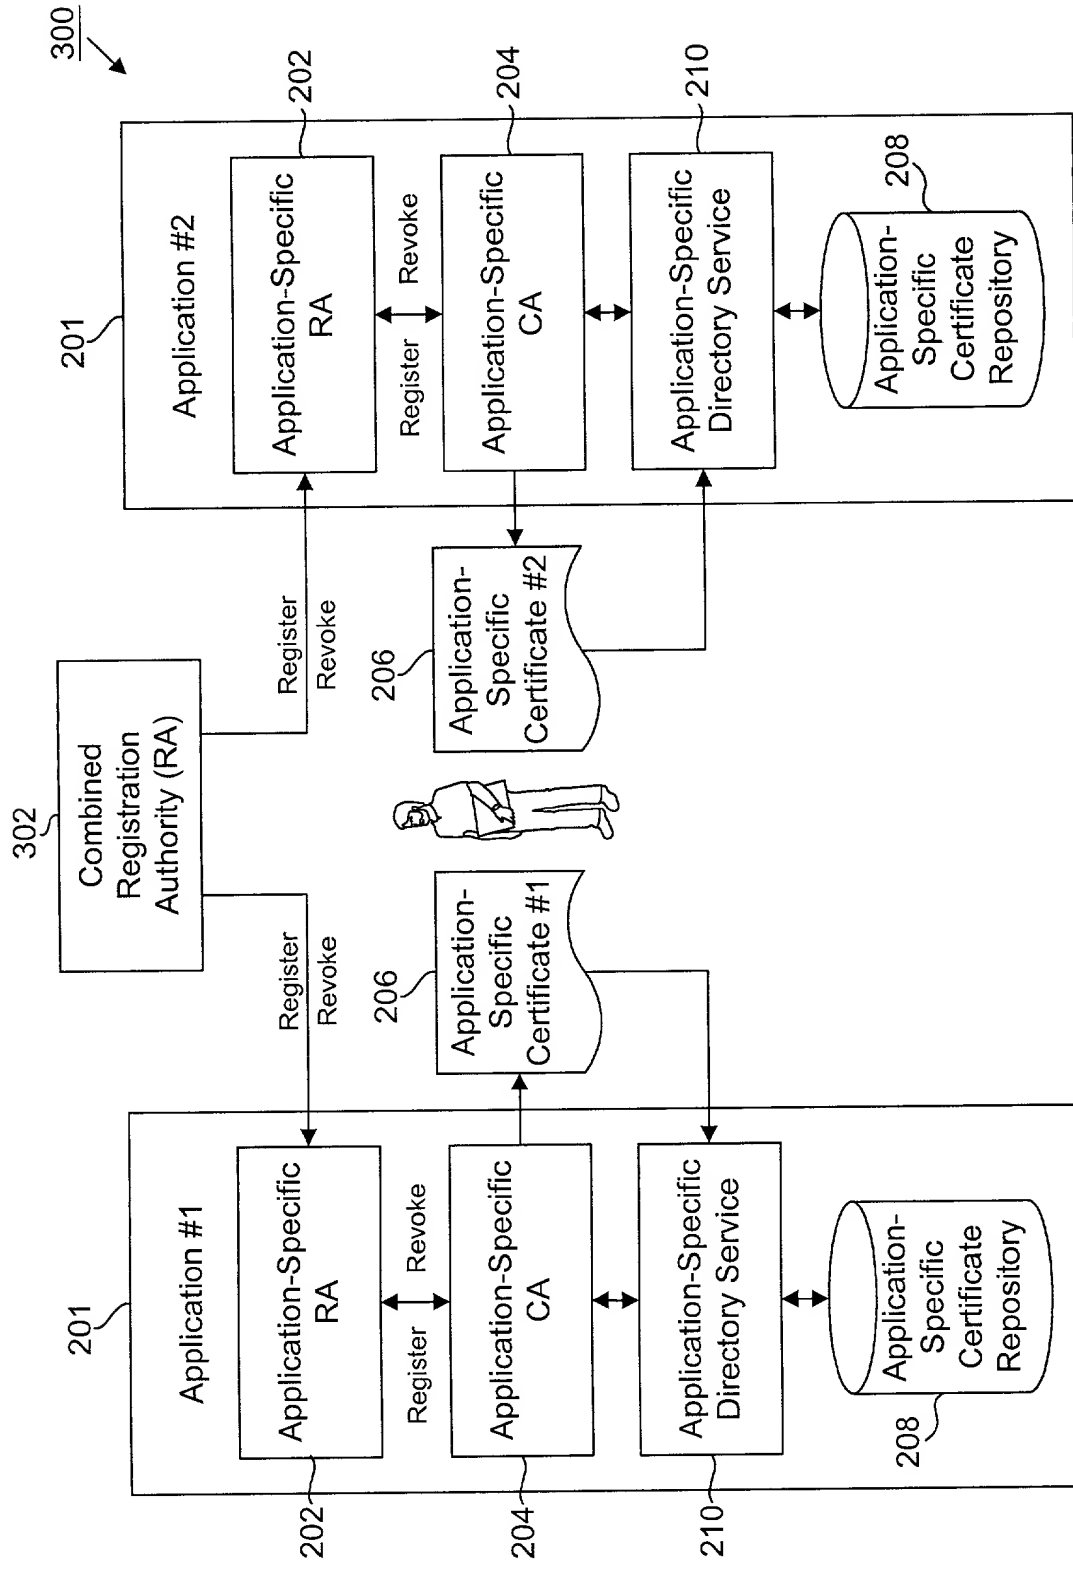 300
302
Combined
Registration
Authority (RA)
201
Application #1
Register
Revoke
Register
Revoke
201
Application #2
202
Application-Specific
RA
Application-Specific
RA
202
Register
Revoke
206
206
Register
Revoke
204
Application-Specific
CA
Application-
Specific
Certificate #1
Application-
Specific
Certificate #2
Application-Specific
CA
204
210
Application-Specific
Directory Service
Application-Specific
Directory Service
210
208
Application-
Specific
Certificate
Repository
Application-
Specific
Certificate
Repository
208